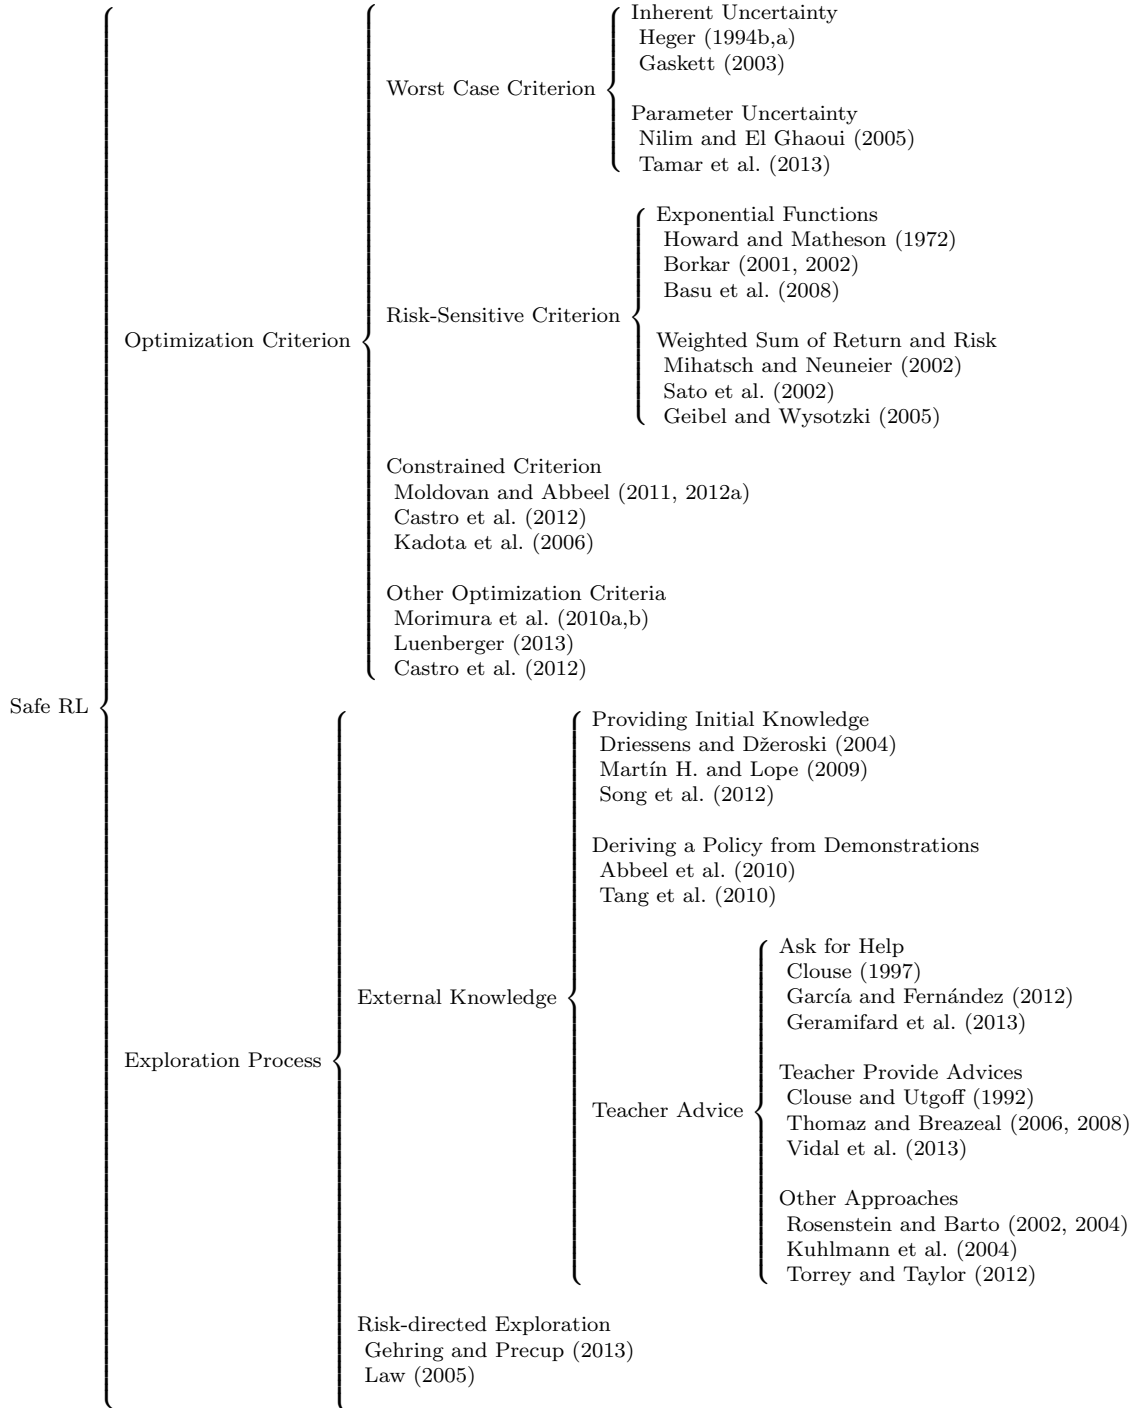 Safe RL
Optimization Criterion
Worst Case Criterion
Inherent Uncertainty
Heger (1994b,a)
Gaskett (2003)
Parameter Uncertainty
Nilim and El Ghaoui (2005)
Tamar et al. (2013)
Risk-Sensitive Criterion
Exponential Functions
Howard and Matheson (1972)
Borkar (2001, 2002)
Basu et al. (2008)
Weighted Sum of Return and Risk
Mihatsch and Neuneier (2002)
Sato et al. (2002)
Geibel and Wysotzki (2005)
Constrained Criterion
Moldovan and Abbeel (2011, 2012a)
Castro et al. (2012)
Kadota et al. (2006)
Other Optimization Criteria
Morimura et al. (2010a,b)
Luenberger (2013)
Castro et al. (2012)
Exploration Process
External Knowledge
Providing Initial Knowledge
Driessens and Džeroski (2004)
Martín H. and Lope (2009)
Song et al. (2012)
Deriving a Policy from Demonstrations
Abbeel et al. (2010)
Tang et al. (2010)
Teacher Advice
Ask for Help
Clouse (1997)
García and Fernández (2012)
Geramifard et al. (2013)
Teacher Provide Advices
Clouse and Utgoff (1992)
Thomaz and Breazeal (2006, 2008)
Vidal et al. (2013)
Other Approaches
Rosenstein and Barto (2002, 2004)
Kuhlmann et al. (2004)
Torrey and Taylor (2012)
Risk-directed Exploration
Gehring and Precup (2013)
Law (2005)